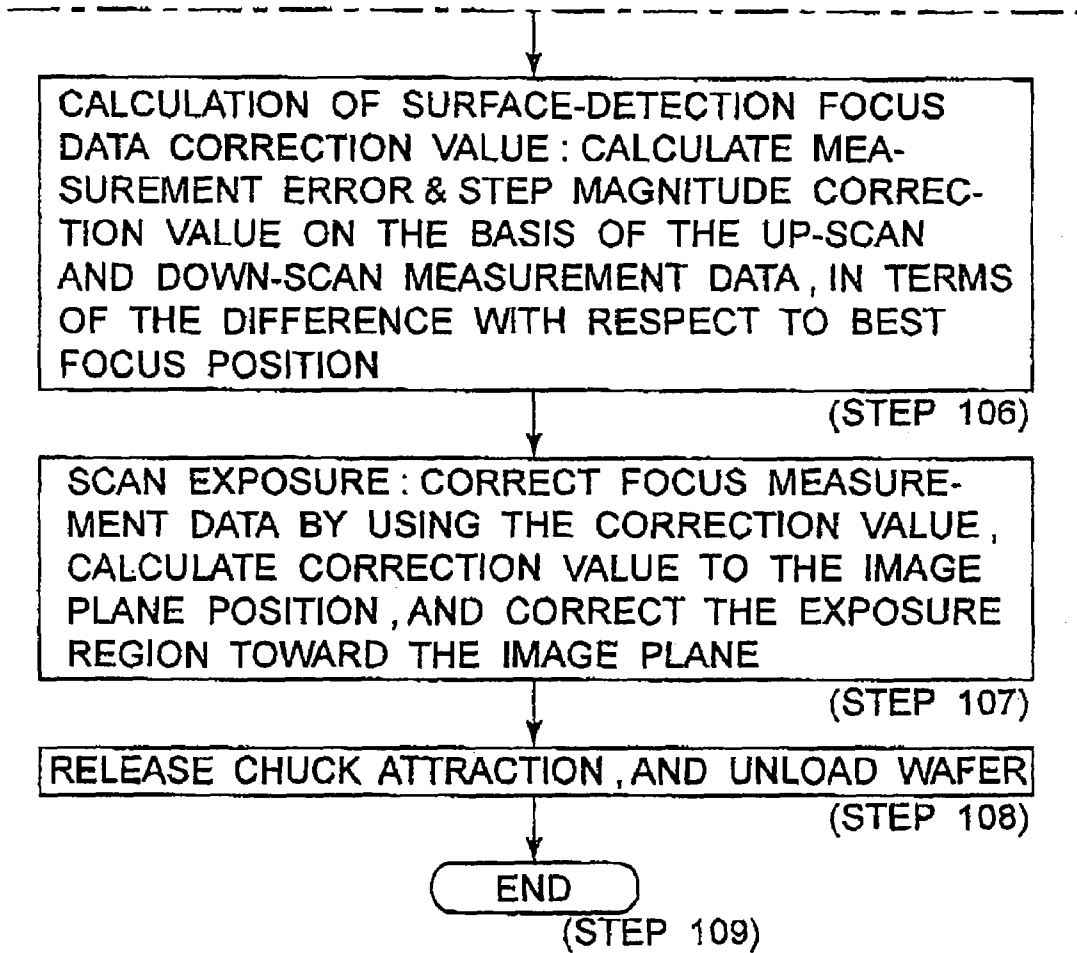 CALCULATION OF SURFACE-DETECTION FOCUS
DATA CORRECTION VALUE : CALCULATE MEA-
SUREMENT ERROR & STEP MAGNITUDE CORREC-
TION VALUE ON THE BASIS OF THE UP-SCAN
AND DOWN-SCAN MEASUREMENT DATA, IN TERMS
OF THE DIFFERENCE WITH RESPECT TO BEST
FOCUS POSITION
(STEP 106)
SCAN EXPOSURE : CORRECT FOCUS MEASURE-
MENT DATA BY USING THE CORRECTION VALUE,
CALCULATE CORRECTION VALUE TO THE IMAGE
PLANE POSITION, AND CORRECT THE EXPOSURE
REGION TOWARD THE IMAGE PLANE
(STEP 107)
RELEASE CHUCK ATTRACTION, AND UNLOAD WAFER
(STEP 108)
END
(STEP 109)